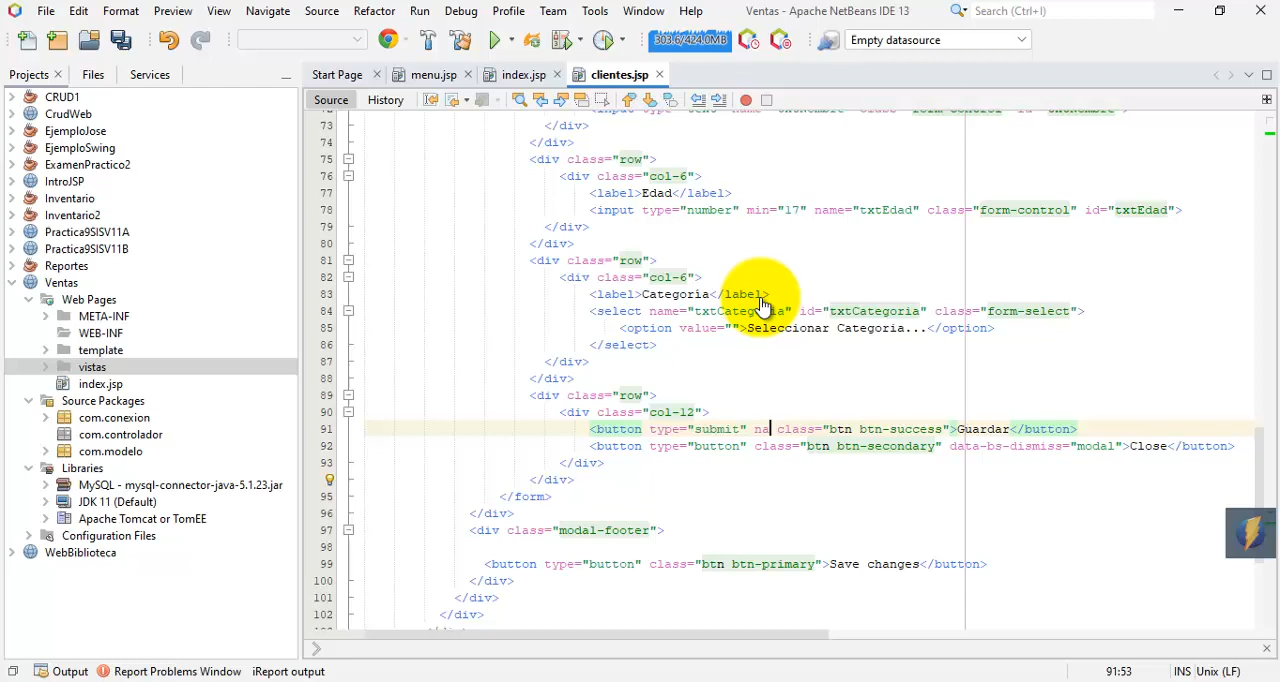 File Edit Format Preview View Navigate Source Refactor Run Debug Profile Team Tools Window Help Ventas - Apache NetBeans IDE 13 Search (Ctrl+I)
303.6/424.0MB Empty datasource
Projects Files Services
Start Page menu.jsp index.jsp clientes.jsp
Source History
CRUD1
CrudWeb
EjemploJose
EjemploSwing
ExamenPractico2
IntroJSP
Inventario
Inventario2
Practica9SISV11A
Practica9SISV11B
Reportes
Ventas
Web Pages
META-INF
WEB-INF
template
vistas
index.jsp
Source Packages
com.conexion
com.controlador
com.modelo
Libraries
MySQL - mysql-connector-java-5.1.23.jar
JDK 11 (Default)
Apache Tomcat or TomEE
Configuration Files
WebBiblioteca
73 </div>
74 </div>
75 <div class="row">
76 <div class="col-6">
77 <label>Edad</label>
78 <input type="number" min="17" name="txtEdad" class="form-control" id="txtEdad">
79 </div>
80 </div>
81 <div class="row">
82 <div class="col-6">
83 <label>Categoria</label>
84 <select name="txtCategoria" id="txtCategoria" class="form-select">
85 <option value="">Seleccionar Categoria...</option>
86 </select>
87 </div>
88 </div>
89 <div class="row">
90 <div class="col-12">
91 <button type="submit" na class="btn btn-success">Guardar</button>
92 <button type="button" class="btn btn-secondary" data-bs-dismiss="modal">Close</button>
93 </div>
</div>
95 </form>
96 </div>
97 <div class="modal-footer">
98
99 <button type="button" class="btn btn-primary">Save changes</button>
100 </div>
101 </div>
102 </div>
Output Report Problems Window iReport output 91:53 INS Unix (LF)